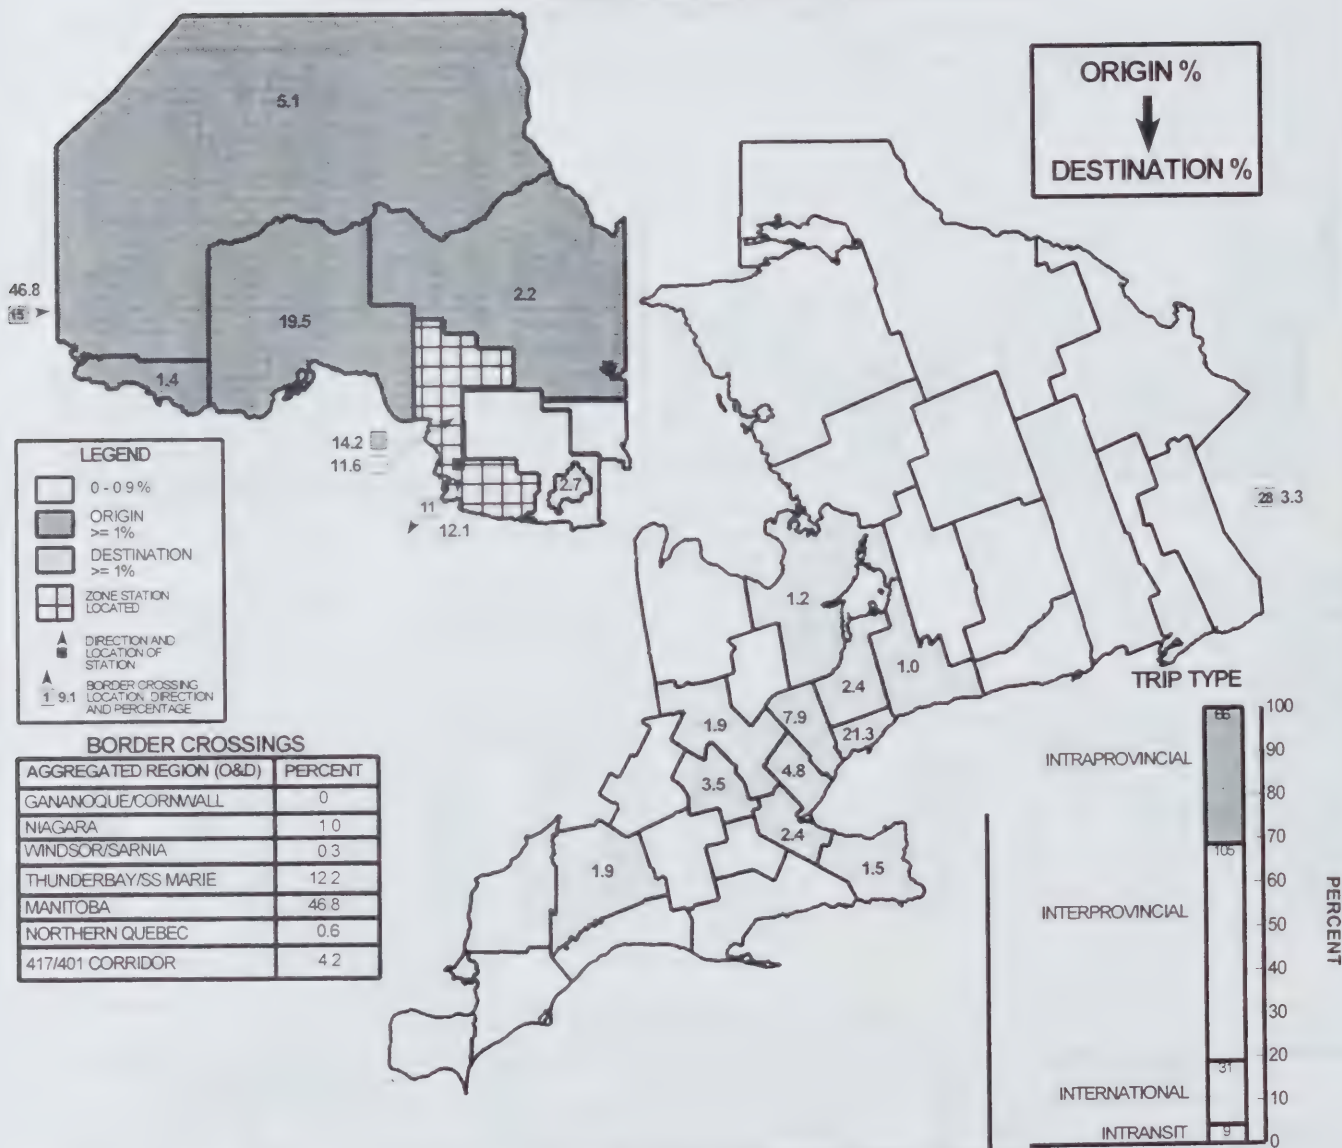 ORIGIN %
DESTINATION %
5.1
46.8
15
19.5
2.2
1.4
14.2
11.6
2.7
11
12.1
28 3.3
LEGEND
0 - 0.9 %
ORIGIN
>= 1%
DESTINATION
>= 1%
ZONE STATION
LOCATED
DIRECTION AND
LOCATION OF
STATION
1 9.1
BORDER CROSSING
LOCATION, DIRECTION
AND PERCENTAGE
1.2
1.0
2.4
7.9
1.9
21.3
4.8
3.5
2.4
1.9
1.5
BORDER CROSSINGS
AGGREGATED REGION (O&D) PERCENT
GANANOQUE/CORNWALL 0
NIAGARA 1.0
WINDSOR/SARNIA 0.3
THUNDERBAY/SS MARIE 12.2
MANITOBA 46.8
NORTHERN QUEBEC 0.6
417/401 CORRIDOR 4.2
TRIP TYPE
66
100
90
INTRAPROVINCIAL
80
70
105
60
INTERPROVINCIAL
50
40
30
20
31
INTERNATIONAL
10
INTRANSIT
9
0
PERCENT